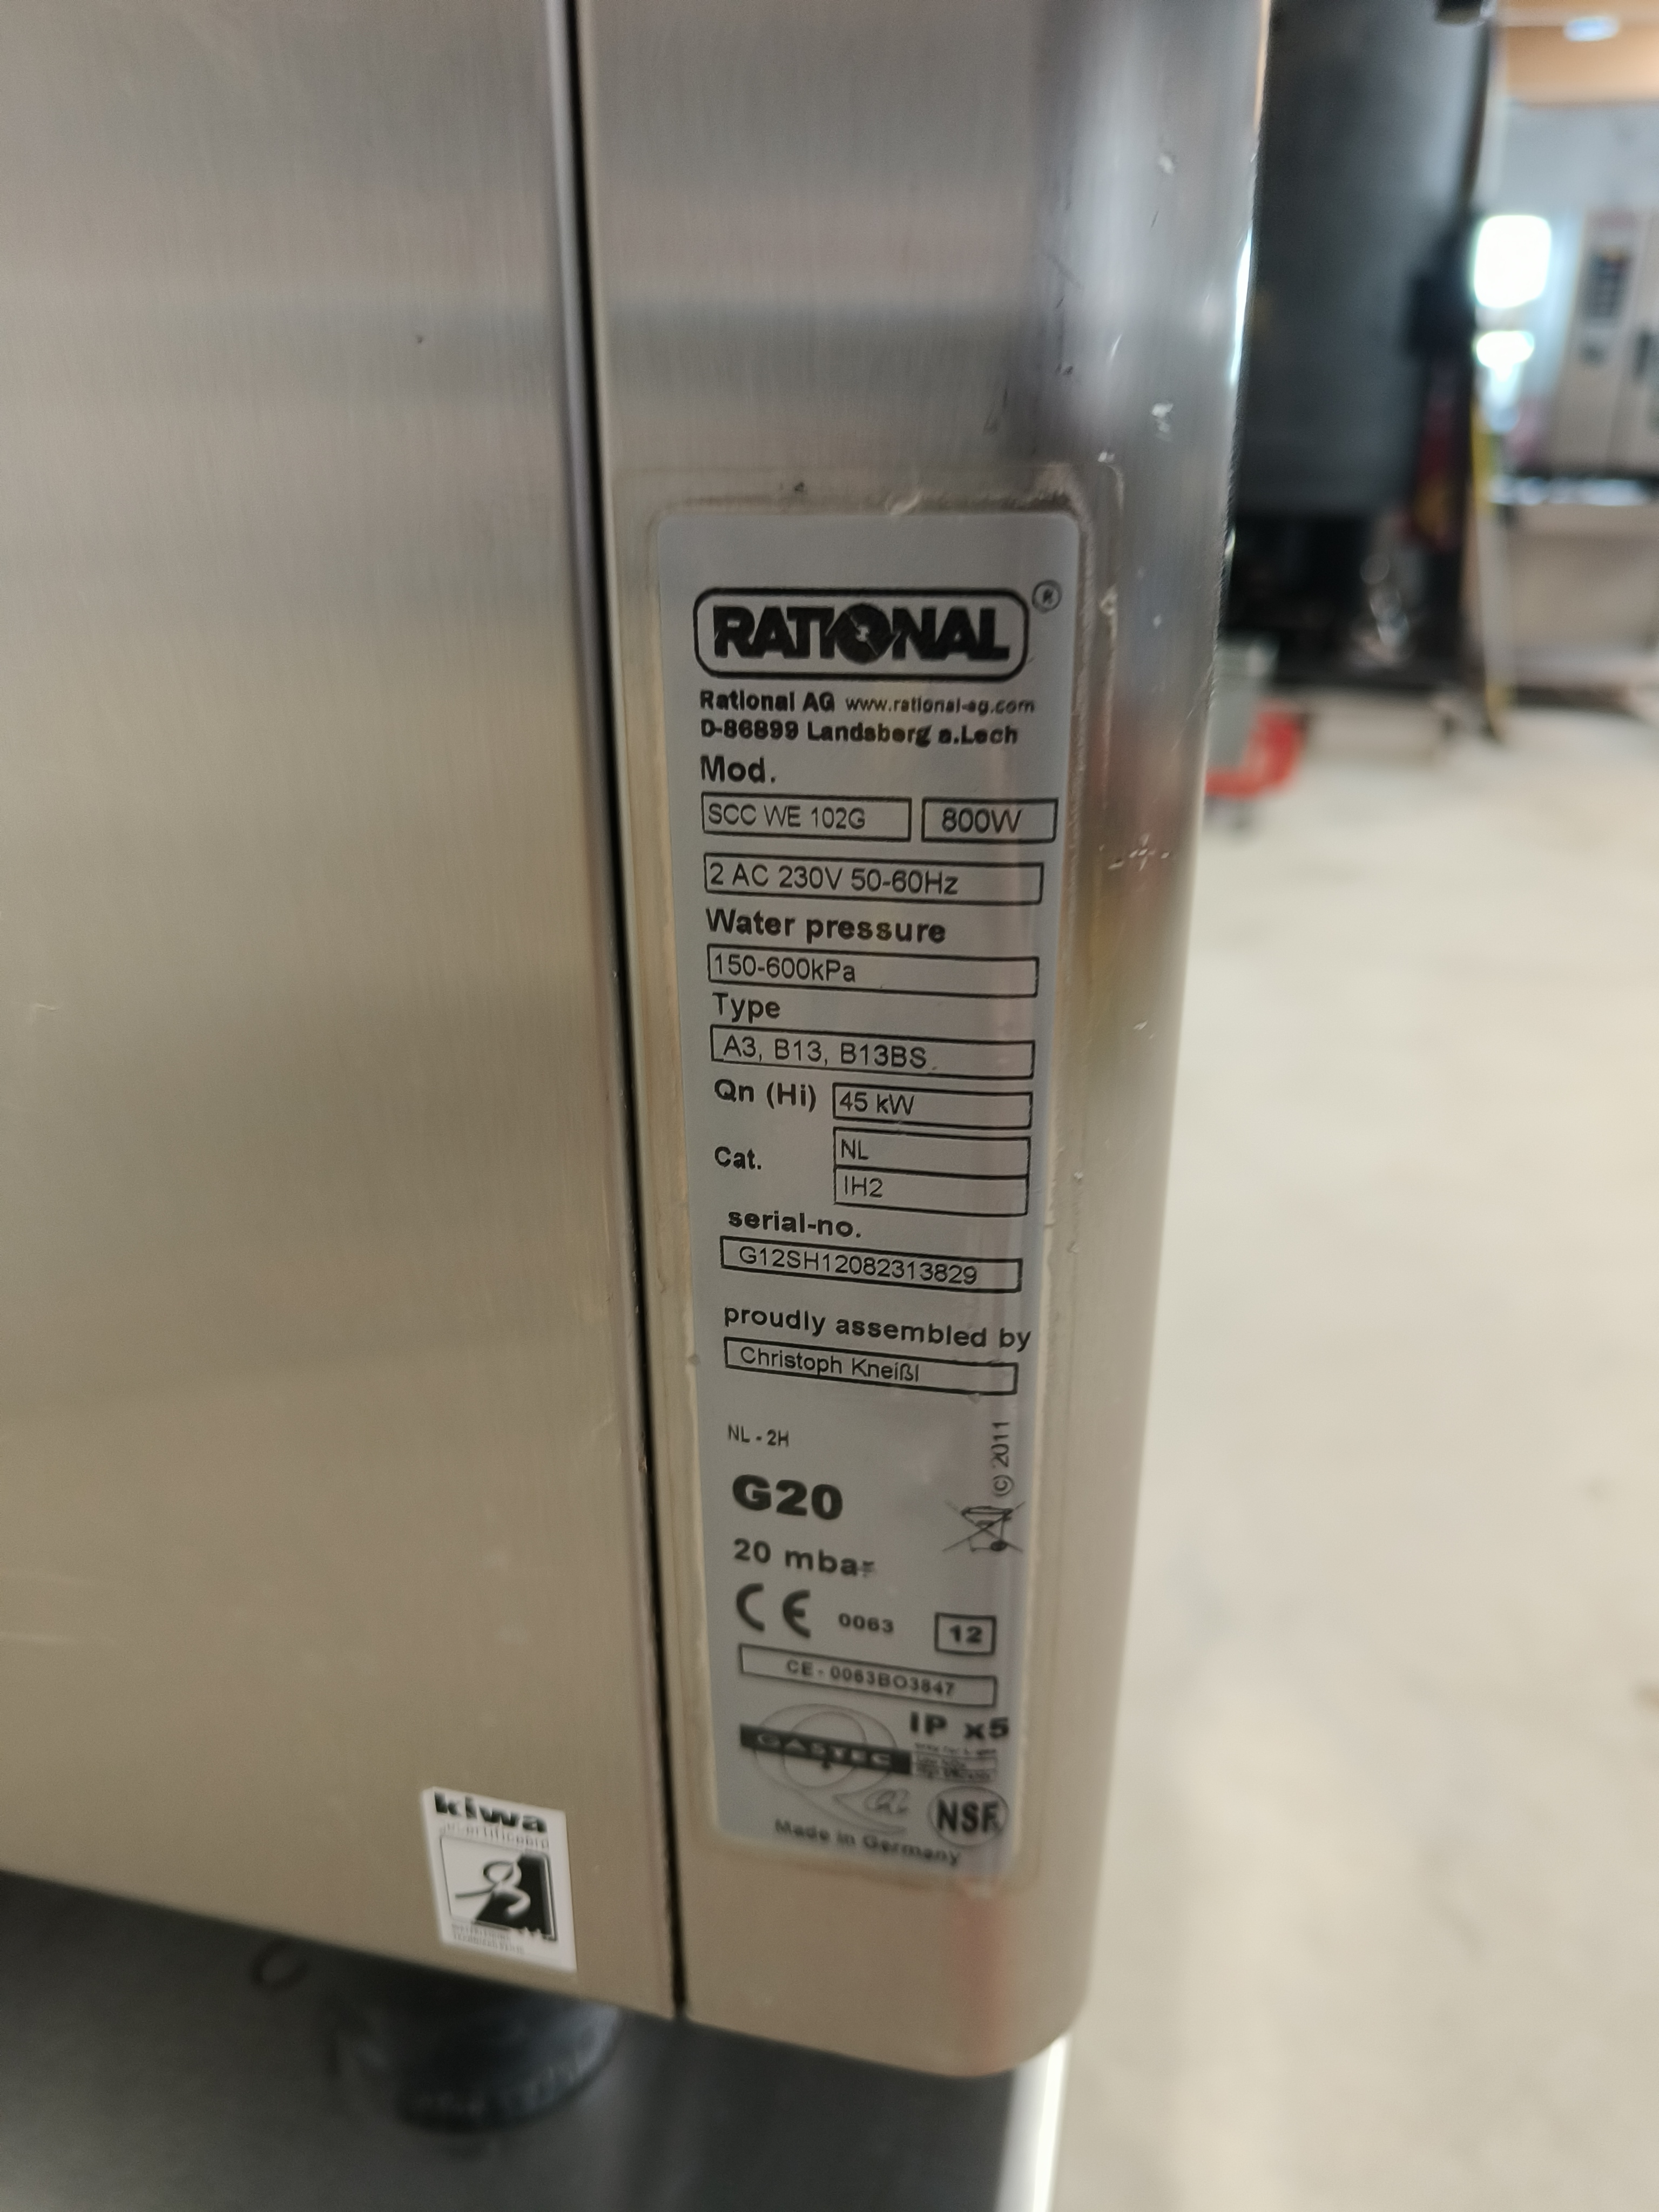 RATIONAL ®
Rational AG www.rational-ag.com
D-86899 Landsberg a.Lech
Mod.
SCC WE 102G 800W
2 AC 230V 50-60Hz
Water pressure
150-600kPa
Type
A3, B13, B13BS
Qn (Hi) 45 kW
Cat. NL
IH2
serial-no.
G12SH12082313829
proudly assembled by
Christoph Kneißl
NL - 2H
(c) 2011
G20
20 mbar
CE 0063 12
CE - 0063BO3847
IP x5
GASTEC
NSF
Made in Germany
kiwa